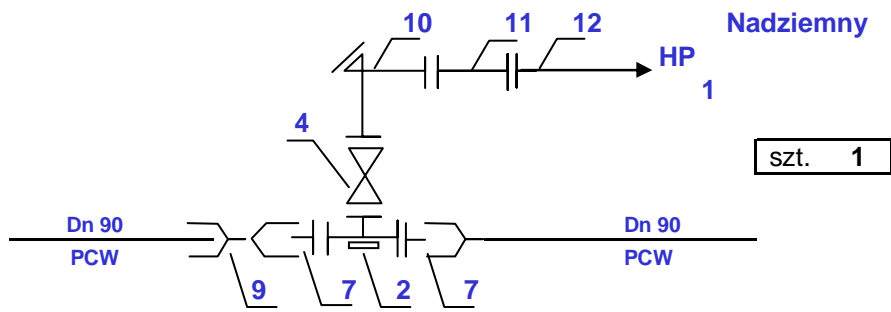 10 11 12 Nadziemny
HP
1
4
szt. 1
Dn 90 Dn 90
PCW PCW
9 7 2 7